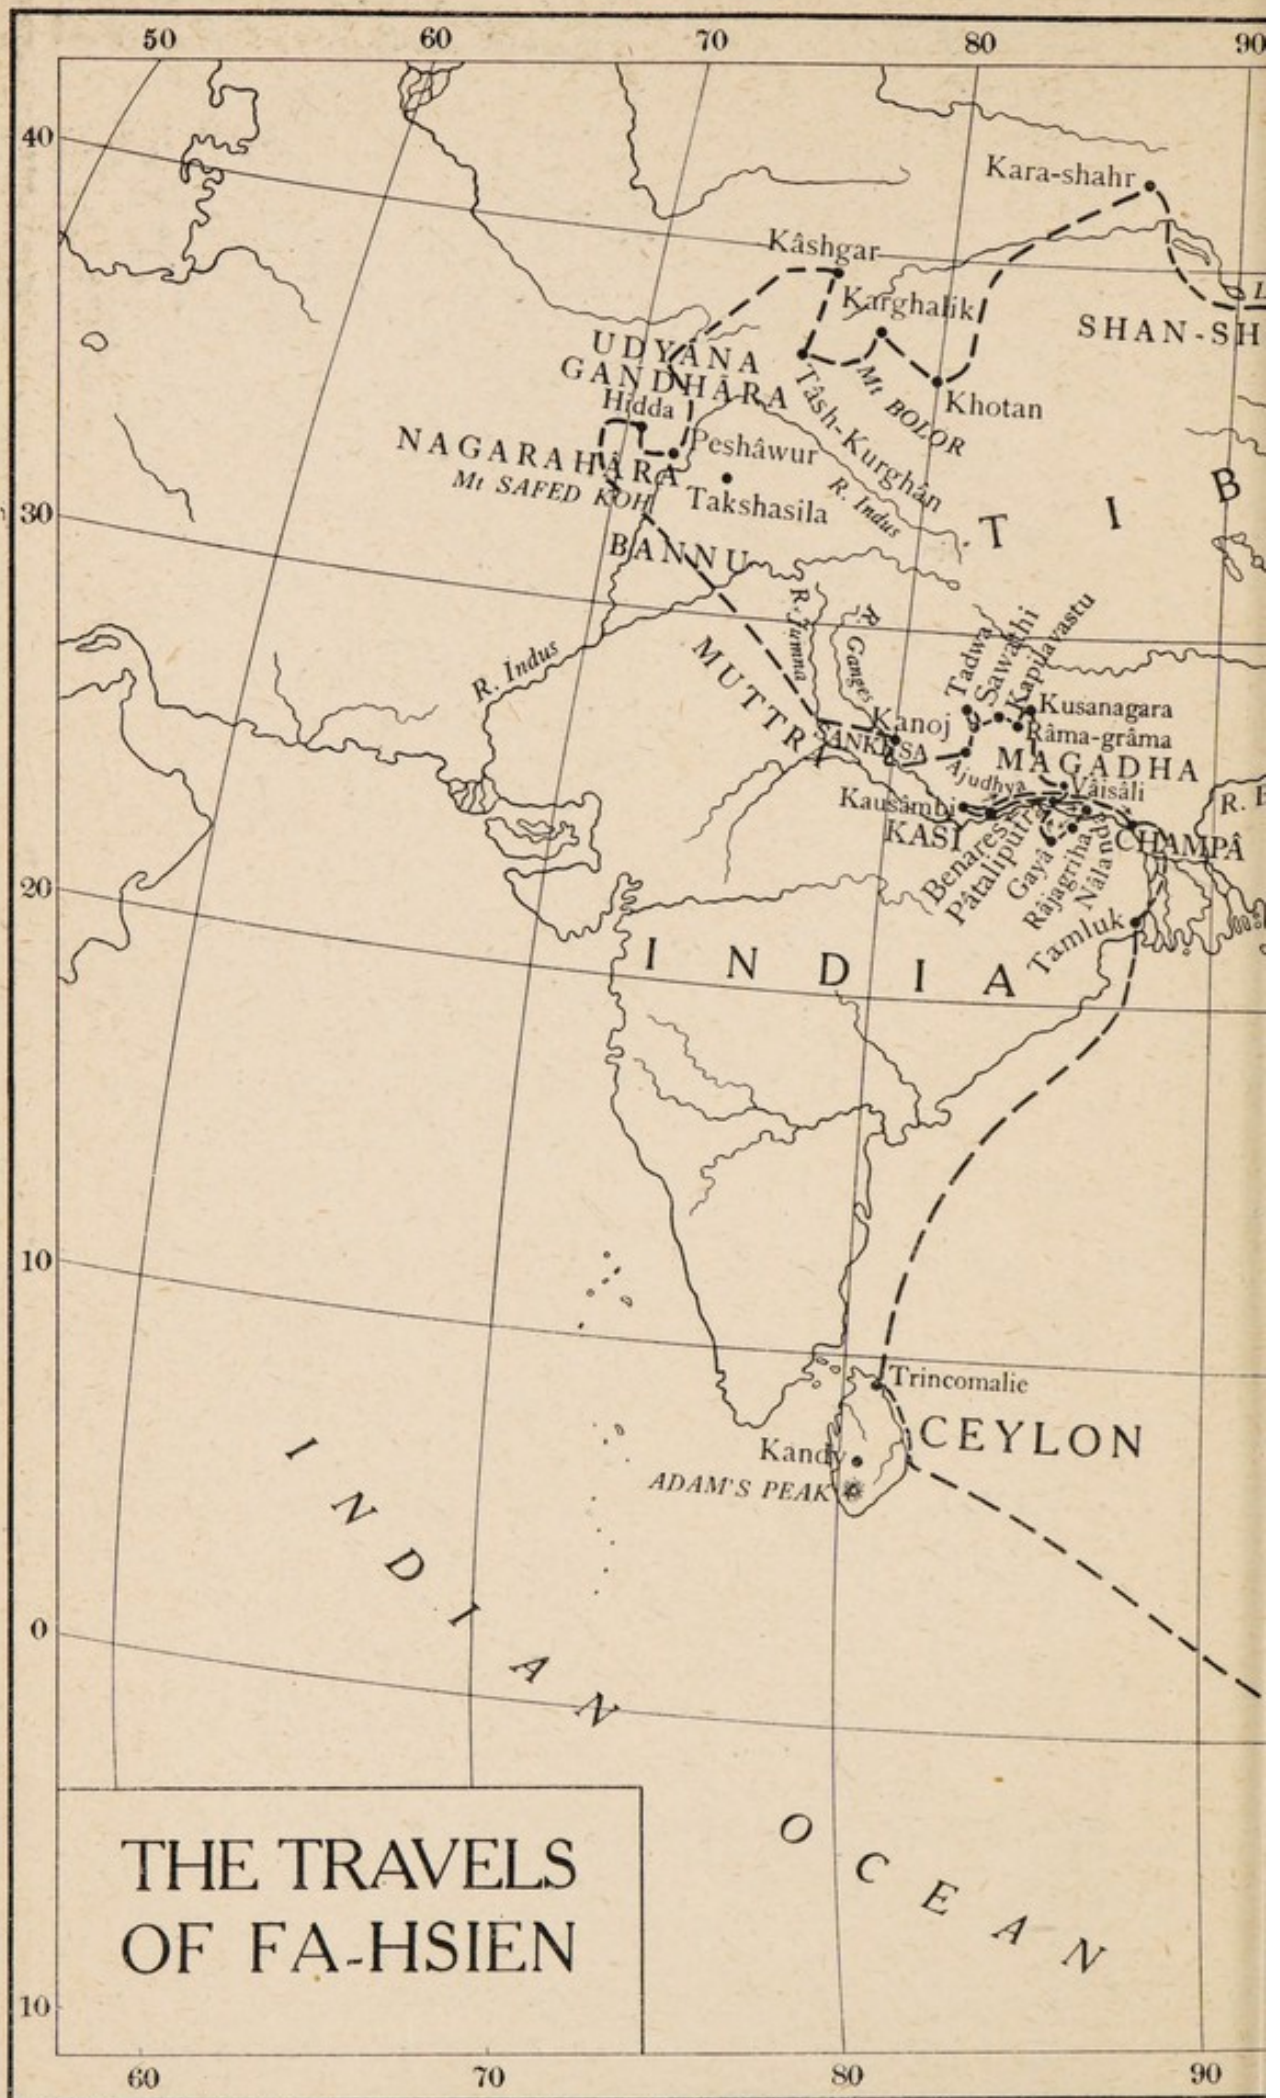 50 60 70 80 90
40
Kara-shahr
Kâshgar
Karghalik
L
SHAN-SH
UDYÂNA
GANDHÂRA
Hidda
Khotan
Tâsh-Kurghân
Mt BOLOR
NAGARAHÂRA
Peshâwur
Mt SAFED KOH
Takshasila
R. Indus
30
T I B
BANNU
R. Jumna
R. Ganges
R. Indus
MUTTRA
Tadwa
Sawathi
Kapilavastu
Kusanagara
Kanoj
Râma-grâma
SANKISA
MAGADHA
Ajudhya
Vâisâli
Kausâmbi
KASI
CHAMPÂ
Benares
Pâtaliputra
Gayâ
Râjagriha
20
Tamluk
INDIA
10
Trincomalie
CEYLON
Kandy
ADAM'S PEAK
0
INDIAN
OCEAN
THE TRAVELS
OF FA-HSIEN
10
60 70 80 90